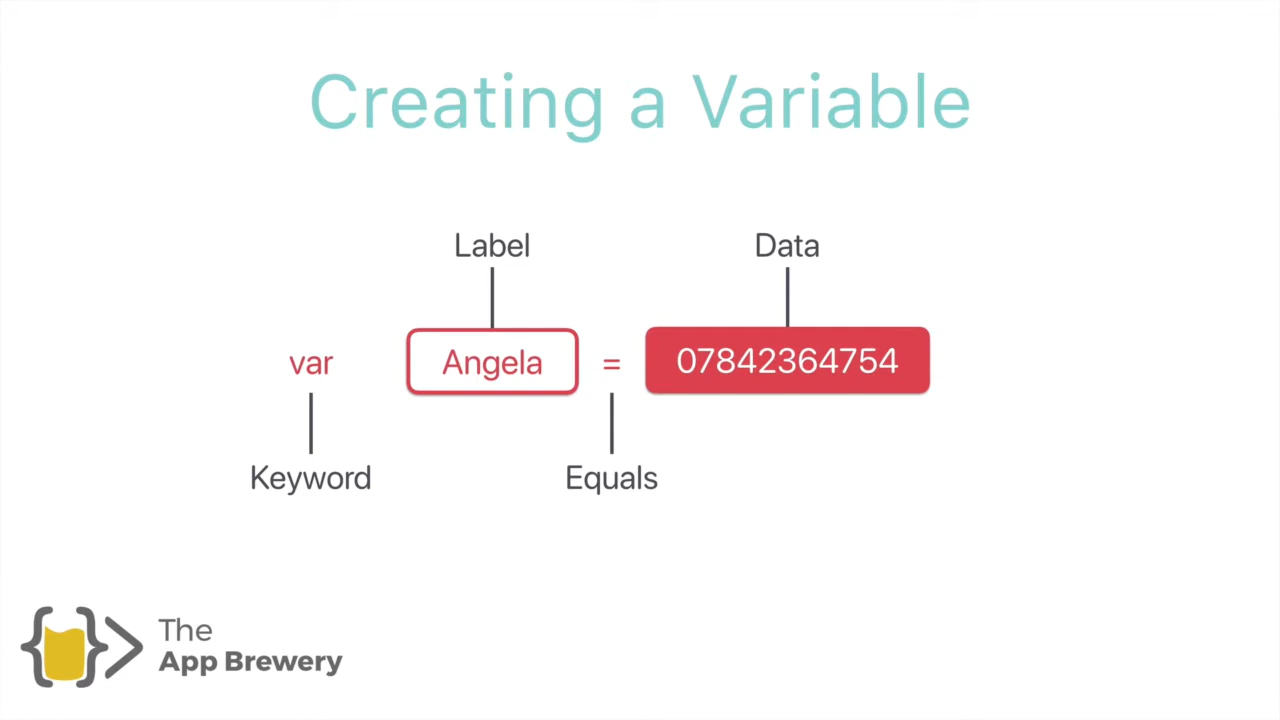 Creating a Variable
Label Data
var Angela = 07842364754
Keyword Equals
The
App Brewery